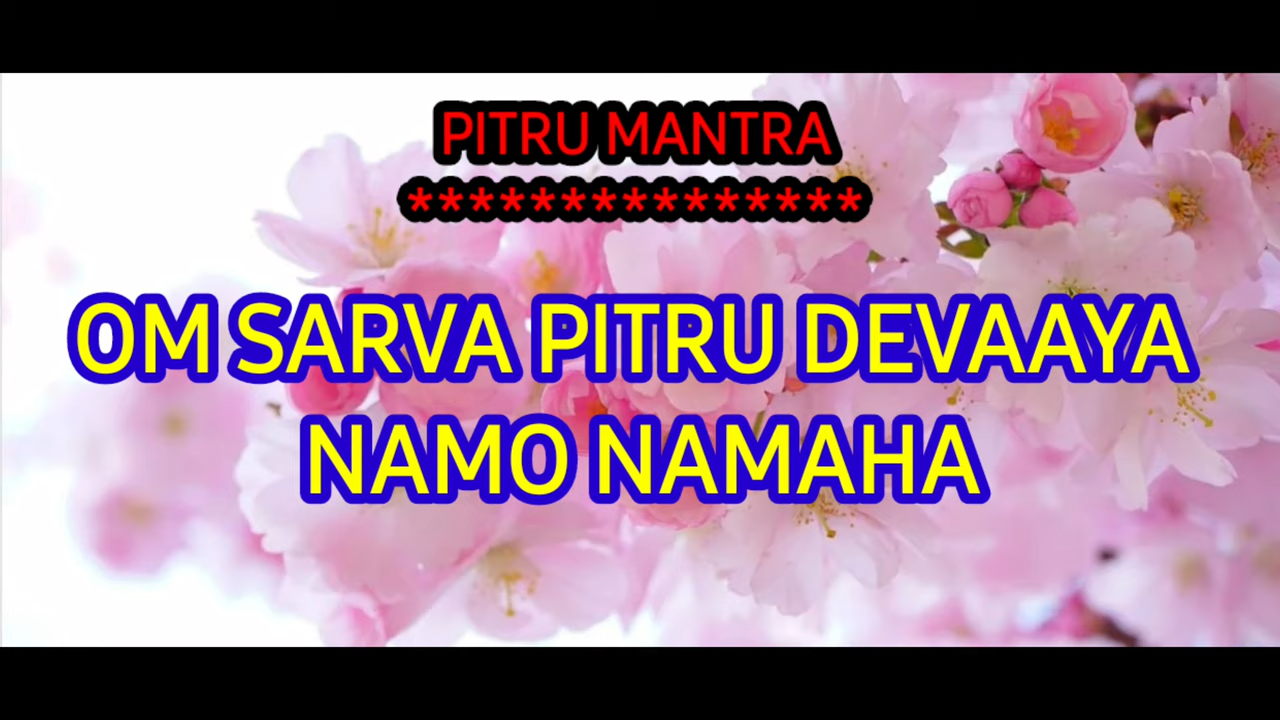 PITRU MANTRA
***************
OM SARVA PITRU DEVAAYA
NAMO NAMAHA